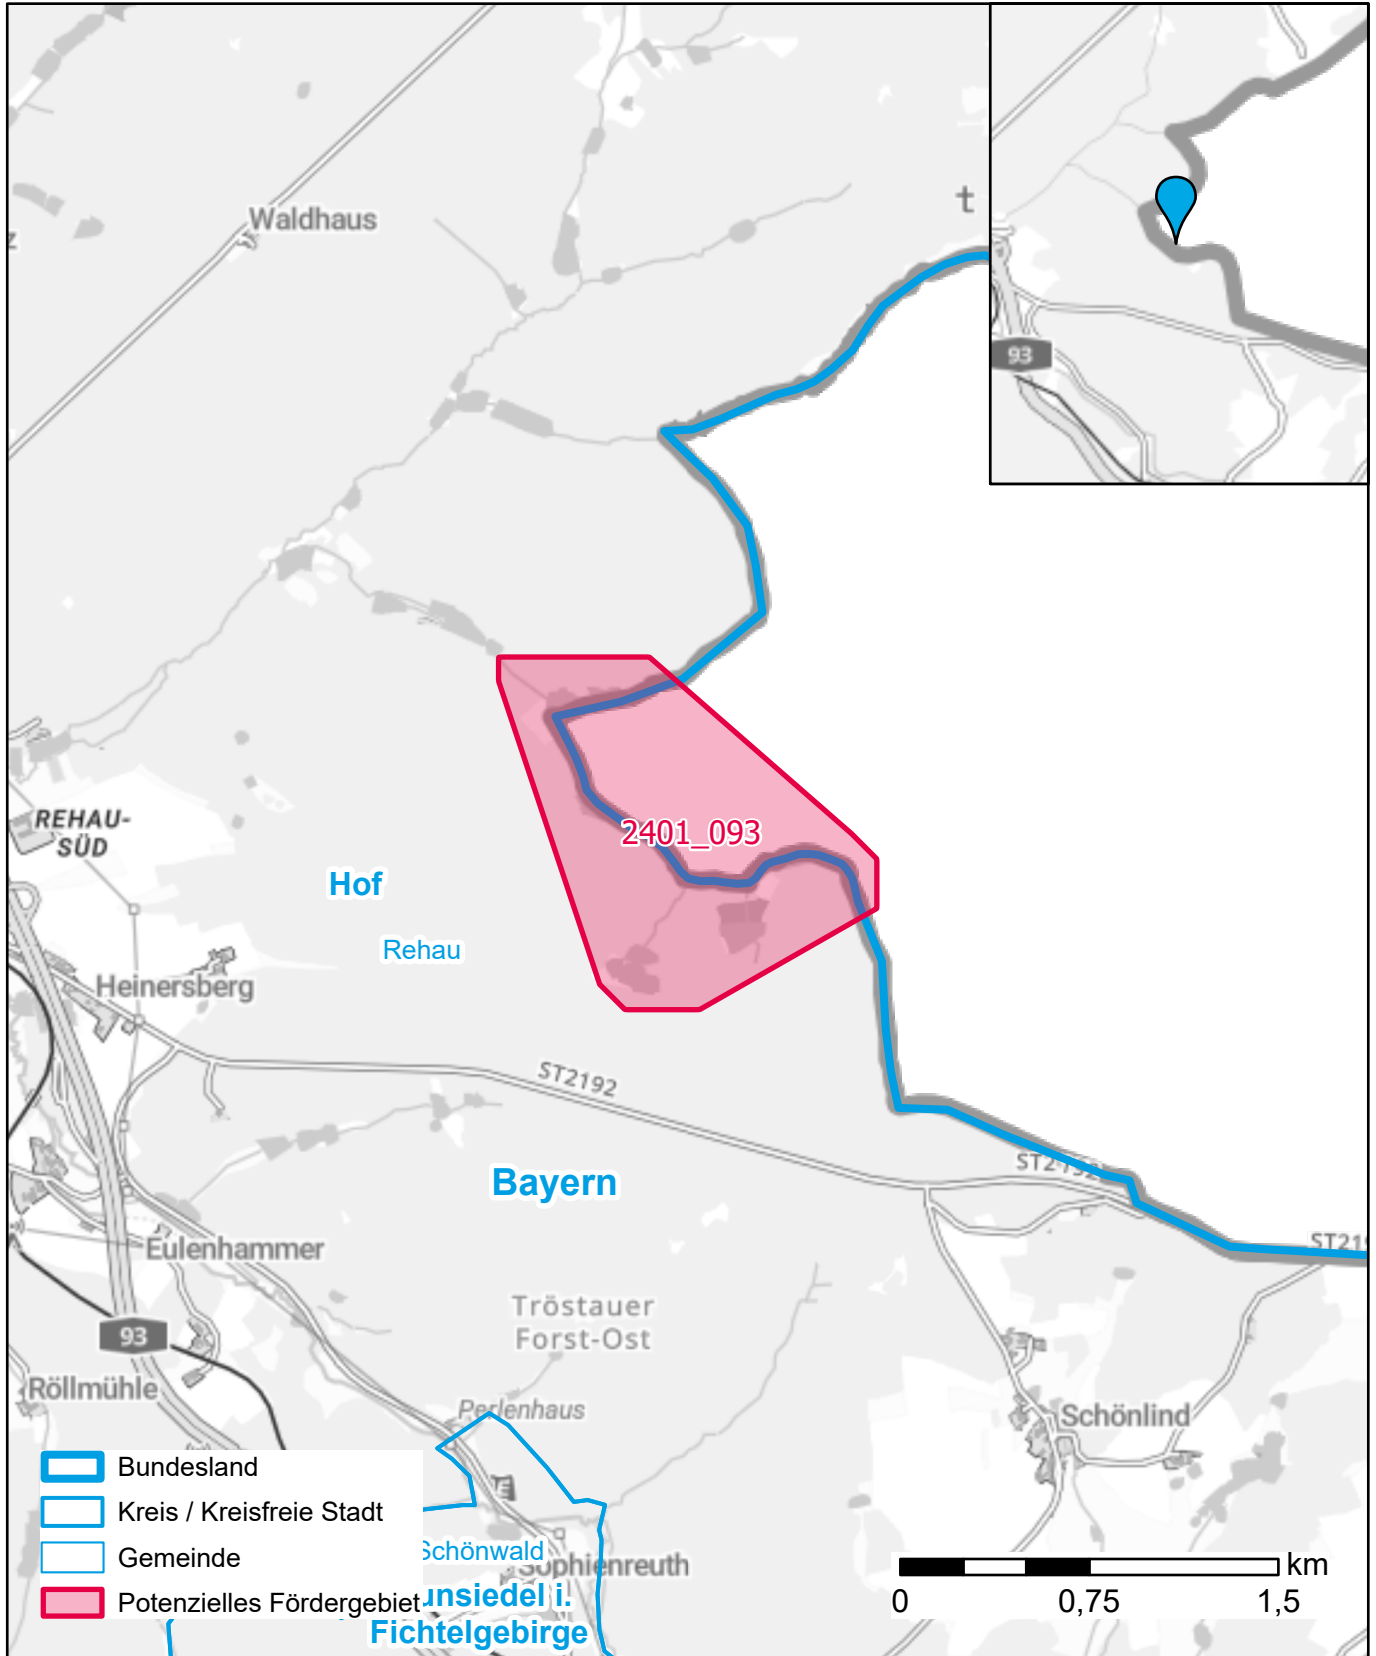 Waldhaus
z
t
93
REHAU-
SÜD
2401_093
Hof
Rehau
Heinersberg
ST2192
Bayern
ST2192
ST219
Eulenhammer
Tröstauer
Forst-Ost
93
Röllmühle
Perlenhaus
Schönlind
Bundesland
Kreis / Kreisfreie Stadt
Gemeinde
Potenzielles Fördergebiet
Schönwald
Sophienreuth
unsiedel i.
Fichtelgebirge
km
0 0,75 1,5